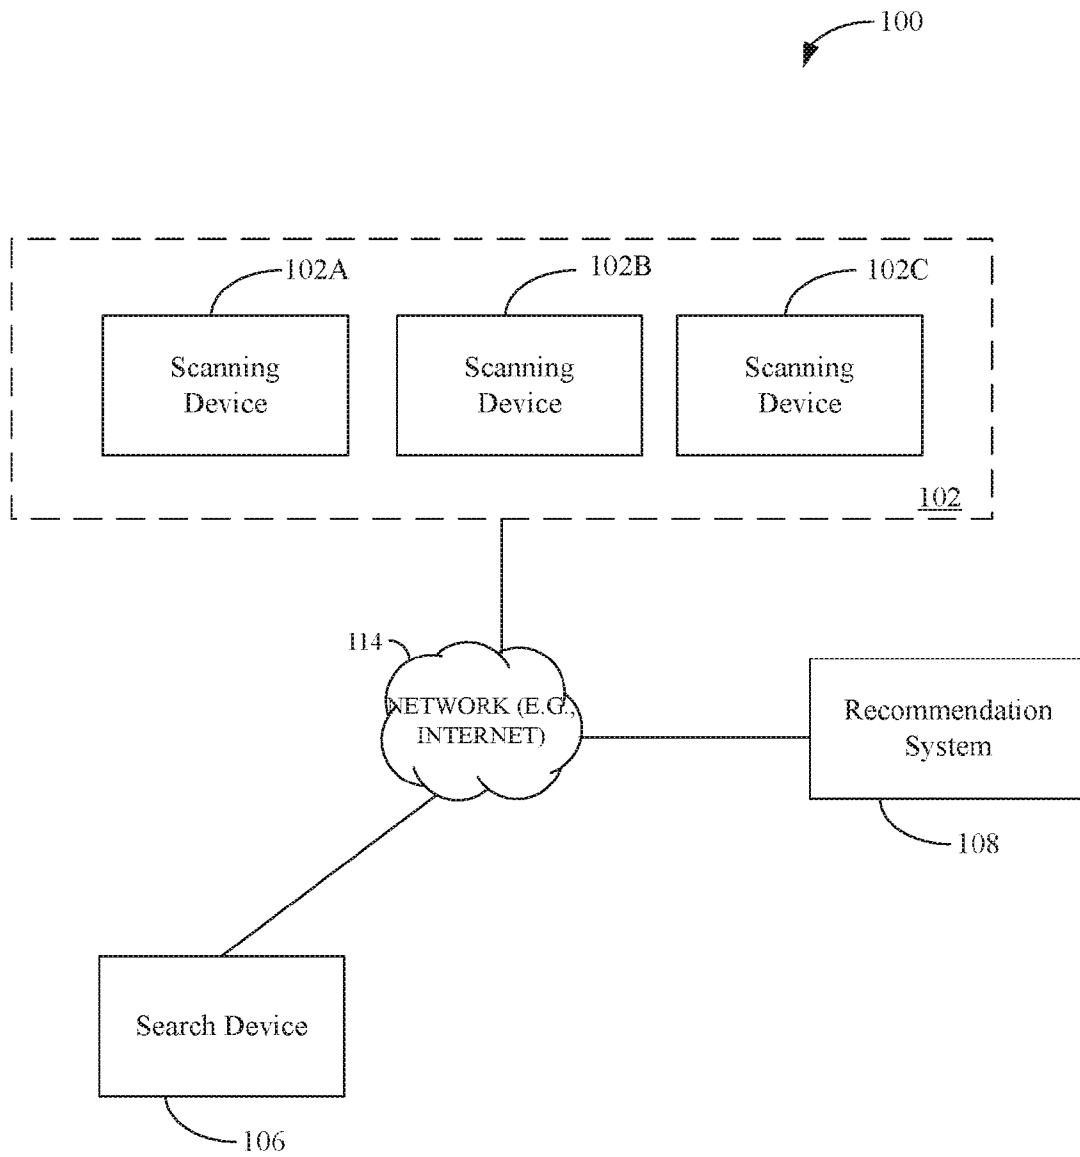 100
102A
102B
102C
Scanning
Device
Scanning
Device
Scanning
Device
102
114
NETWORK (E.G.,
INTERNET)
Recommendation
System
108
Search Device
106